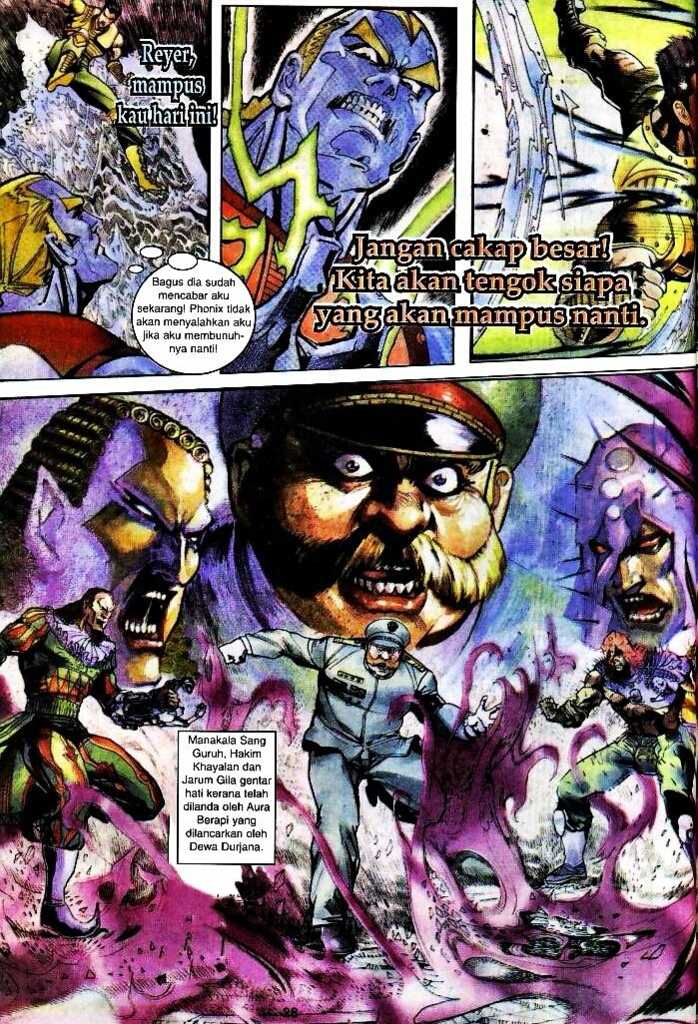 Reyer,
mampus
kau hari ini!
Bagus dia sudah
mencabar aku
sekarang! Phonix tidak
akan menyalahkan aku
jika aku membunuh-
nya nanti!
Jangan cakap besar!
Kita akan tengok siapa
yang akan mampus nanti.
Manakala Sang
Guruh, Hakim
Khayalan dan
Jarum Gila gentar
hati kerana telah
dilanda oleh Aura
Berapi yang
dilancarkan oleh
Dewa Durjana.